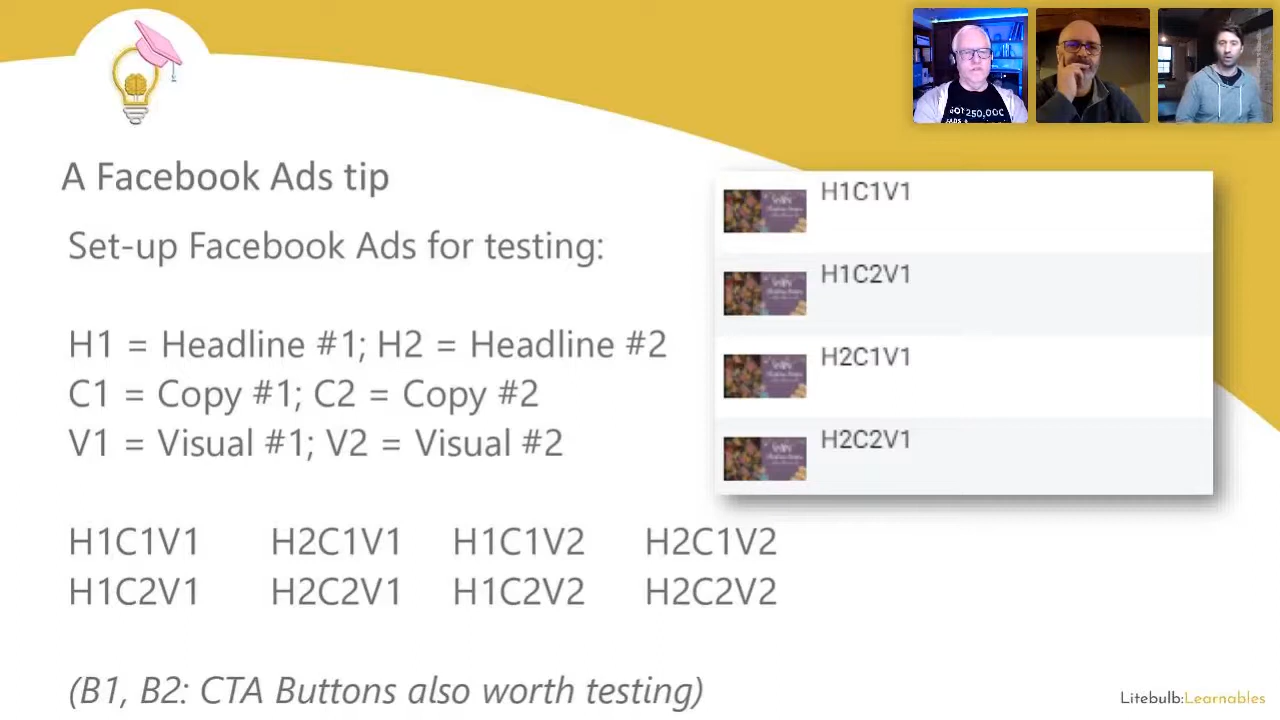 A Facebook Ads tip
Set-up Facebook Ads for testing:
H1 = Headline #1; H2 = Headline #2
C1 = Copy #1; C2 = Copy #2
V1 = Visual #1; V2 = Visual #2
H1C1V1 H2C1V1 H1C1V2 H2C1V2
H1C2V1 H2C2V1 H1C2V2 H2C2V2
(B1, B2: CTA Buttons also worth testing)
H1C1V1
H1C2V1
H2C1V1
H2C2V1
250,000
Litebulb:Learnables